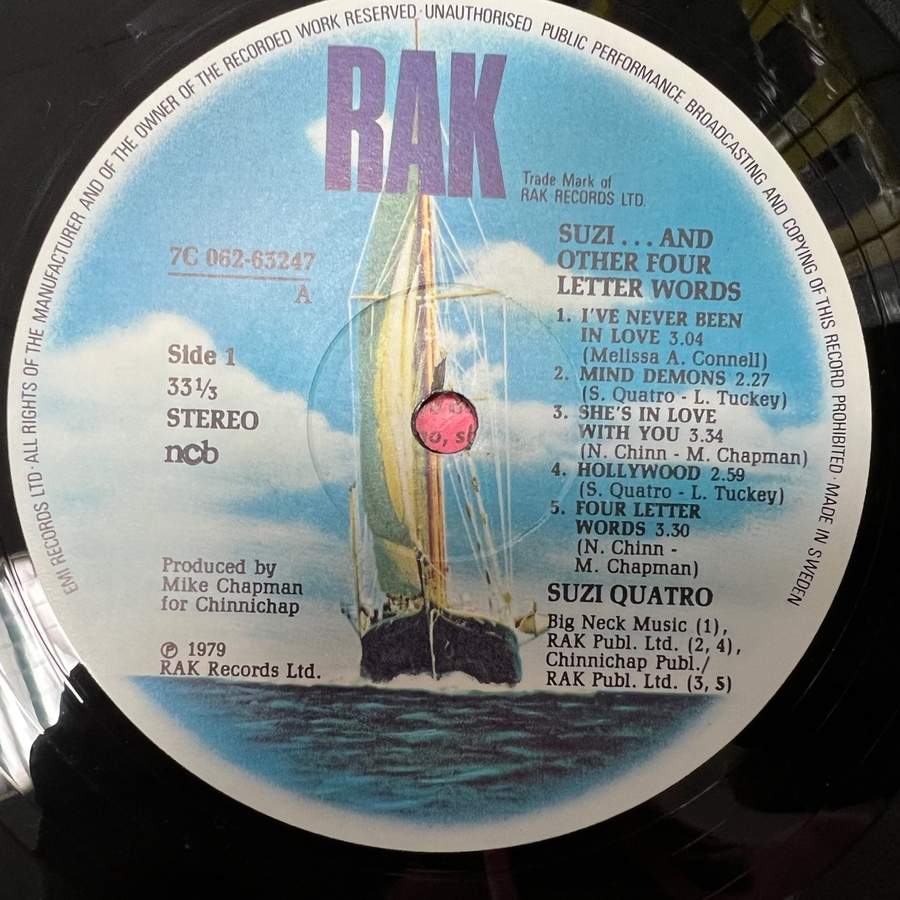 EMI RECORDS LTD · ALL RIGHTS OF THE MANUFACTURER AND OF THE OWNER OF THE RECORDED WORK RESERVED · UNAUTHORISED PUBLIC PERFORMANCE BROADCASTING AND COPYING OF THIS RECORD PROHIBITED · MADE IN SWEDEN
RAK
Trade Mark of
RAK RECORDS LTD.
7C 062-63247
A
Side 1
33⅓
STEREO
ncb
SUZI . . . AND
OTHER FOUR
LETTER WORDS
1. I'VE NEVER BEEN
IN LOVE 3.04
(Melissa A. Connell)
2. MIND DEMONS 2.27
(S. Quatro - L. Tuckey)
3. SHE'S IN LOVE
WITH YOU 3.34
(N. Chinn - M. Chapman)
4. HOLLYWOOD 2.59
(S. Quatro - L. Tuckey)
5. FOUR LETTER
WORDS 3.30
(N. Chinn -
M. Chapman)
SUZI QUATRO
Big Neck Music (1),
RAK Publ. Ltd. (2, 4),
Chinnichap Publ./
RAK Publ. Ltd. (3, 5)
Produced by
Mike Chapman
for Chinnichap
℗ 1979
RAK Records Ltd.